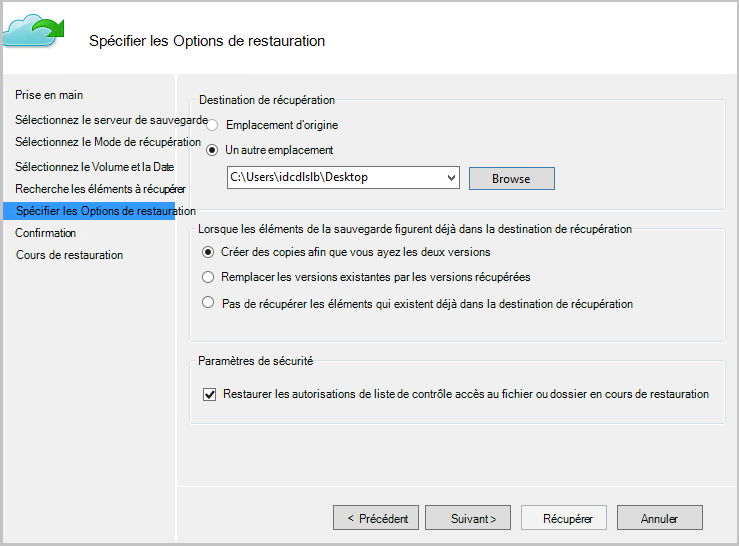 Spécifier les Options de restauration
Prise en main
Sélectionnez le serveur de sauvegarde
Sélectionnez le Mode de récupération
Sélectionnez le Volume et la Date
Recherche les éléments à récupérer
Spécifier les Options de restauration
Confirmation
Cours de restauration
Destination de récupération
Emplacement d'origine
Un autre emplacement
C:\Users\idcdlslb\Desktop
Browse
Lorsque les éléments de la sauvegarde figurent déjà dans la destination de récupération
Créer des copies afin que vous ayez les deux versions
Remplacer les versions existantes par les versions récupérées
Pas de récupérer les éléments qui existent déjà dans la destination de récupération
Paramètres de sécurité
Restaurer les autorisations de liste de contrôle accès au fichier ou dossier en cours de restauration
< Précédent
Suivant >
Récupérer
Annuler